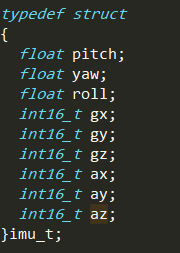 typedef struct
{
  float pitch;
  float yaw;
  float roll;
  int16_t gx;
  int16_t gy;
  int16_t gz;
  int16_t ax;
  int16_t ay;
  int16_t az;
}imu_t;